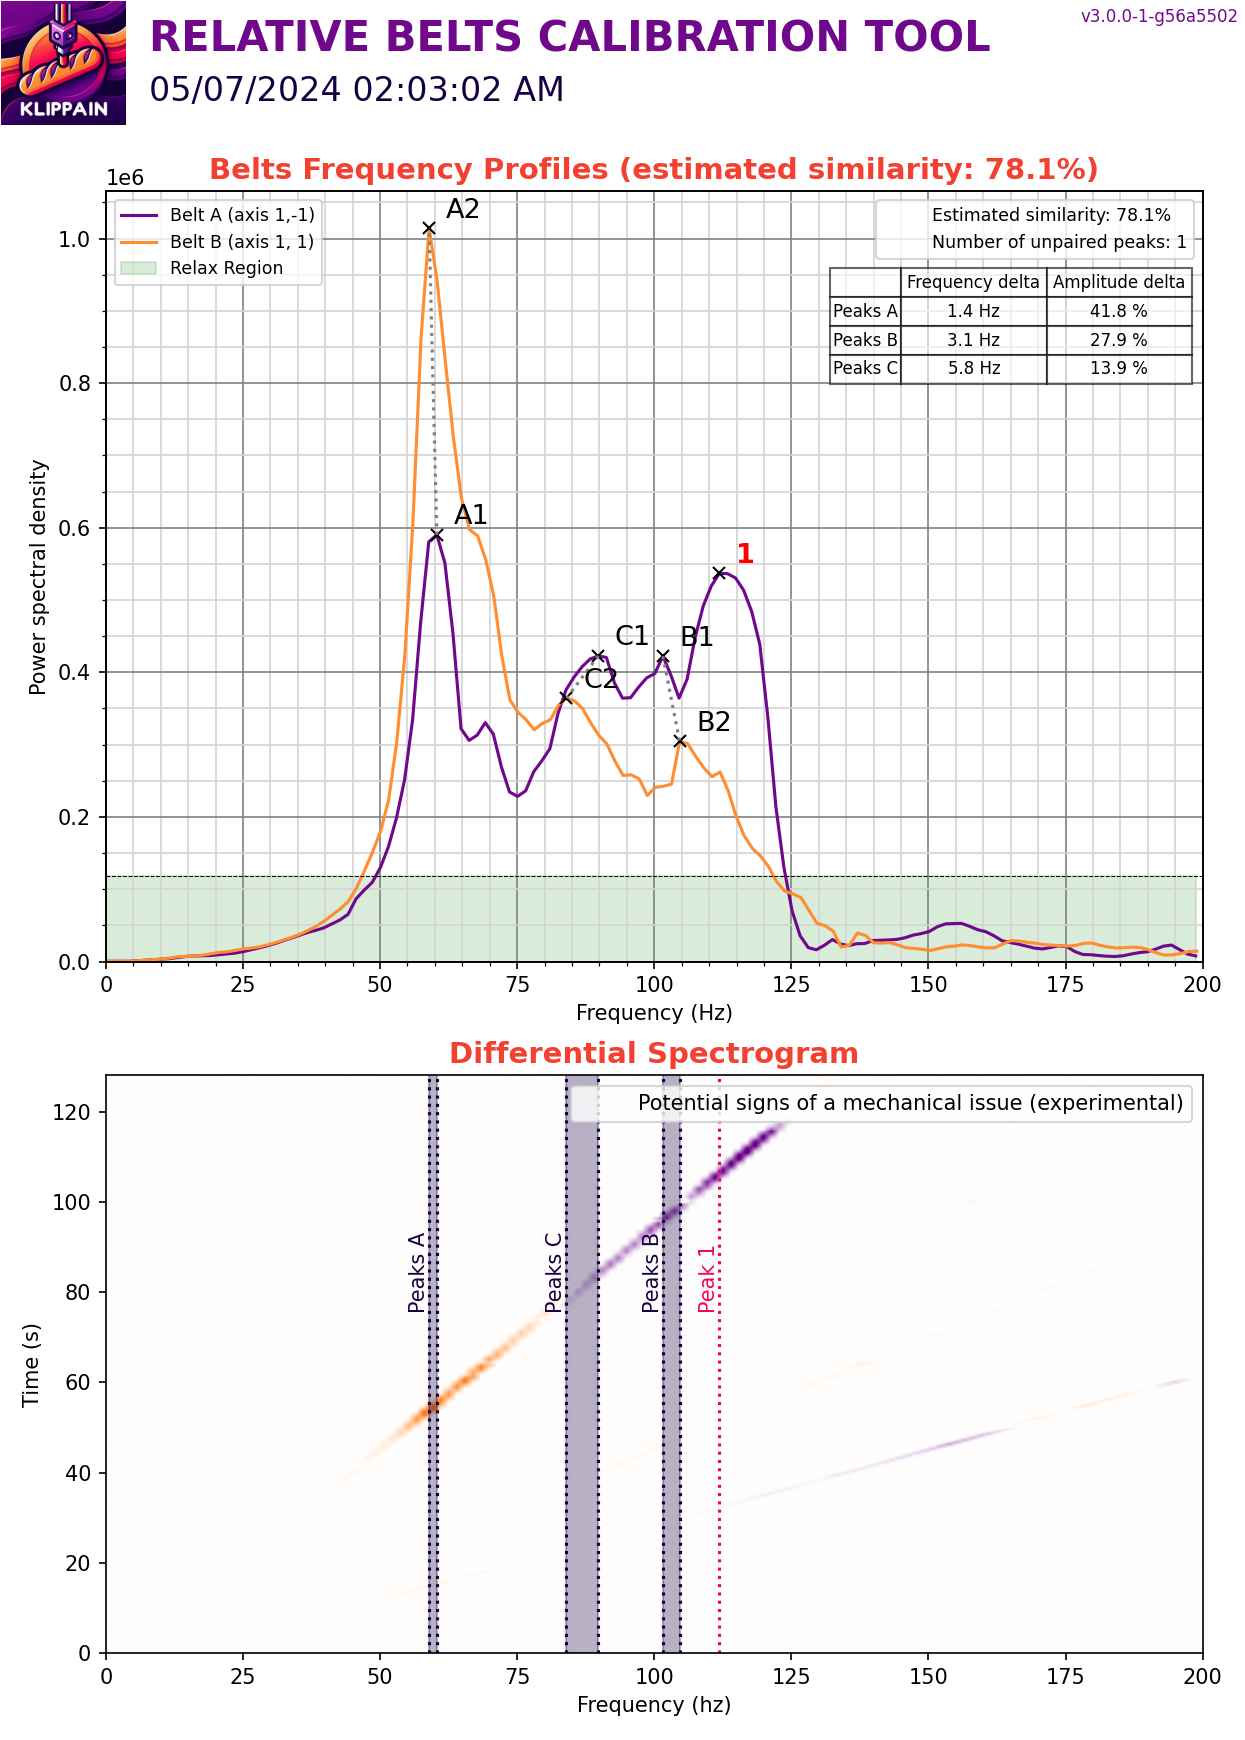 v3.0.0-1-g56a5502
RELATIVE BELTS CALIBRATION TOOL
05/07/2024 02:03:02 AM
KLIPPAIN
Belts Frequency Profiles (estimated similarity: 78.1%)
1e6
Belt A (axis 1,-1)
Belt B (axis 1, 1)
Relax Region
Estimated similarity: 78.1%
Number of unpaired peaks: 1
Frequency delta Amplitude delta
Peaks A 1.4 Hz 41.8 %
Peaks B 3.1 Hz 27.9 %
Peaks C 5.8 Hz 13.9 %
A2
A1
1
C1
B1
C2
B2
Power spectral density
1.0
0.8
0.6
0.4
0.2
0.0
0 25 50 75 100 125 150 175 200
Frequency (Hz)
Differential Spectrogram
Potential signs of a mechanical issue (experimental)
Peaks A
Peaks C
Peaks B
Peak 1
Time (s)
120
100
80
60
40
20
0
0 25 50 75 100 125 150 175 200
Frequency (hz)